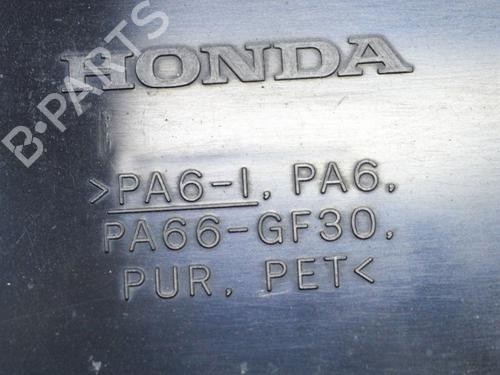 HONDA
B-PARTS
>PA6-I, PA6,
PA66-GF30,
PUR, PET<